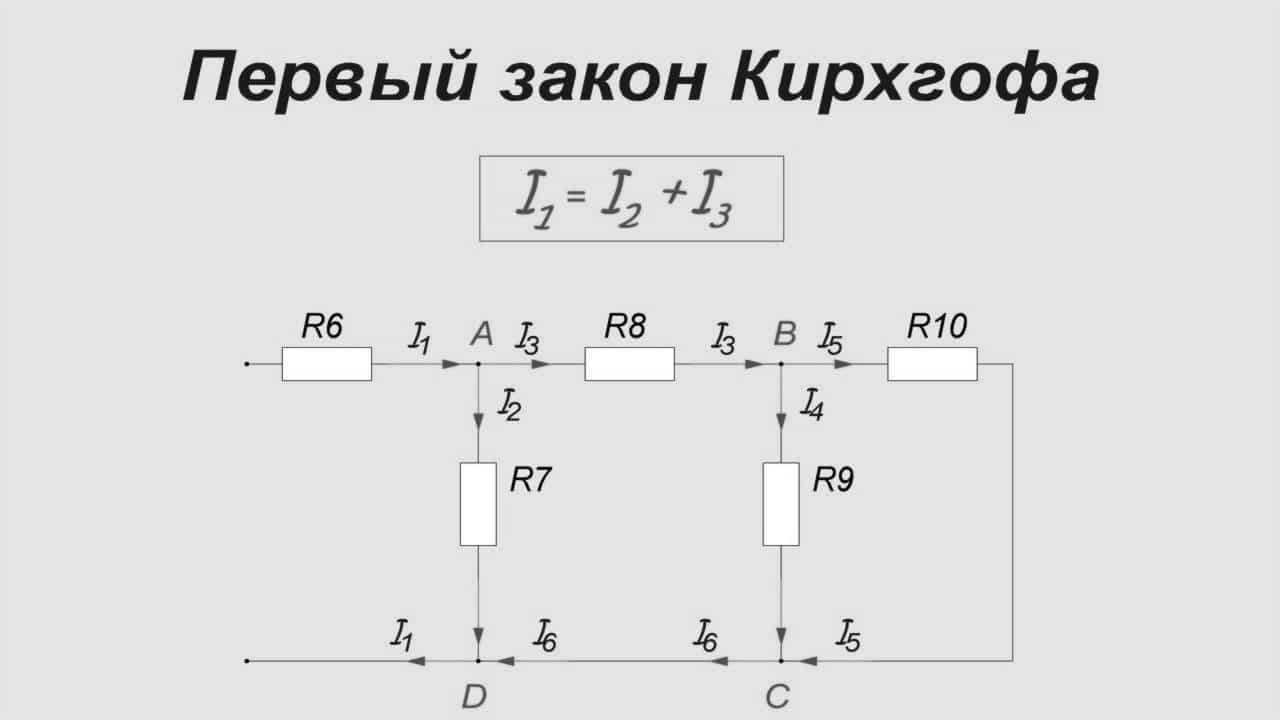 Первый закон Кирхгофа
I₁ = I₂ + I₃
R6 I₁ A I₃ R8 I₃ B I₅ R10
I₂ I₄
R7 R9
I₁ I₆ I₆ I₅
D C